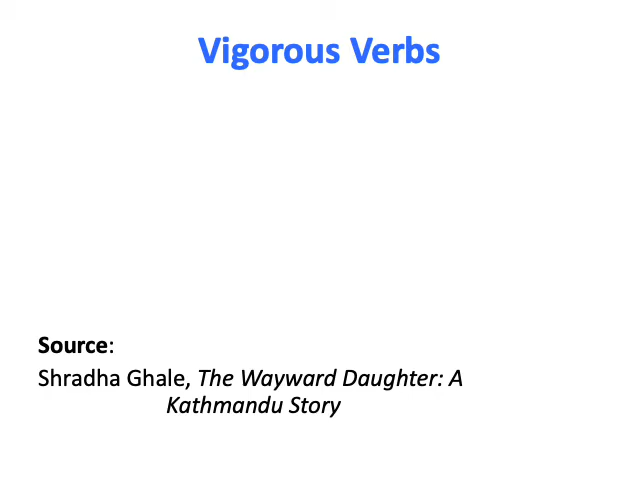 Vigorous Verbs
Source:
Shradha Ghale, The Wayward Daughter: A
Kathmandu Story